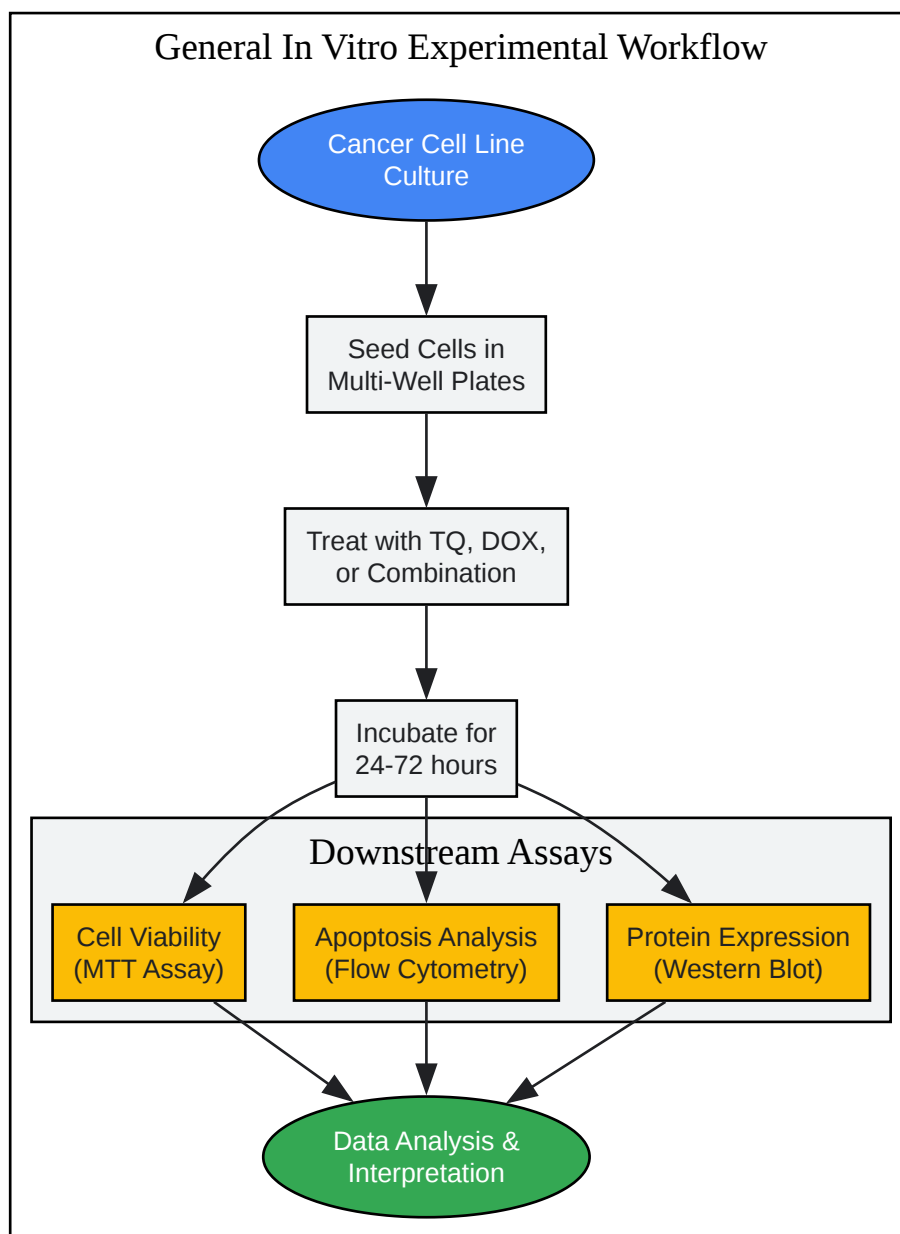 General In Vitro Experimental Workflow
Cancer Cell Line
Culture
Seed Cells in
Multi-Well Plates
Treat with TQ, DOX,
or Combination
Incubate for
24-72 hours
Downstream Assays
Cell Viability
(MTT Assay)
Apoptosis Analysis
(Flow Cytometry)
Protein Expression
(Western Blot)
Data Analysis &
Interpretation